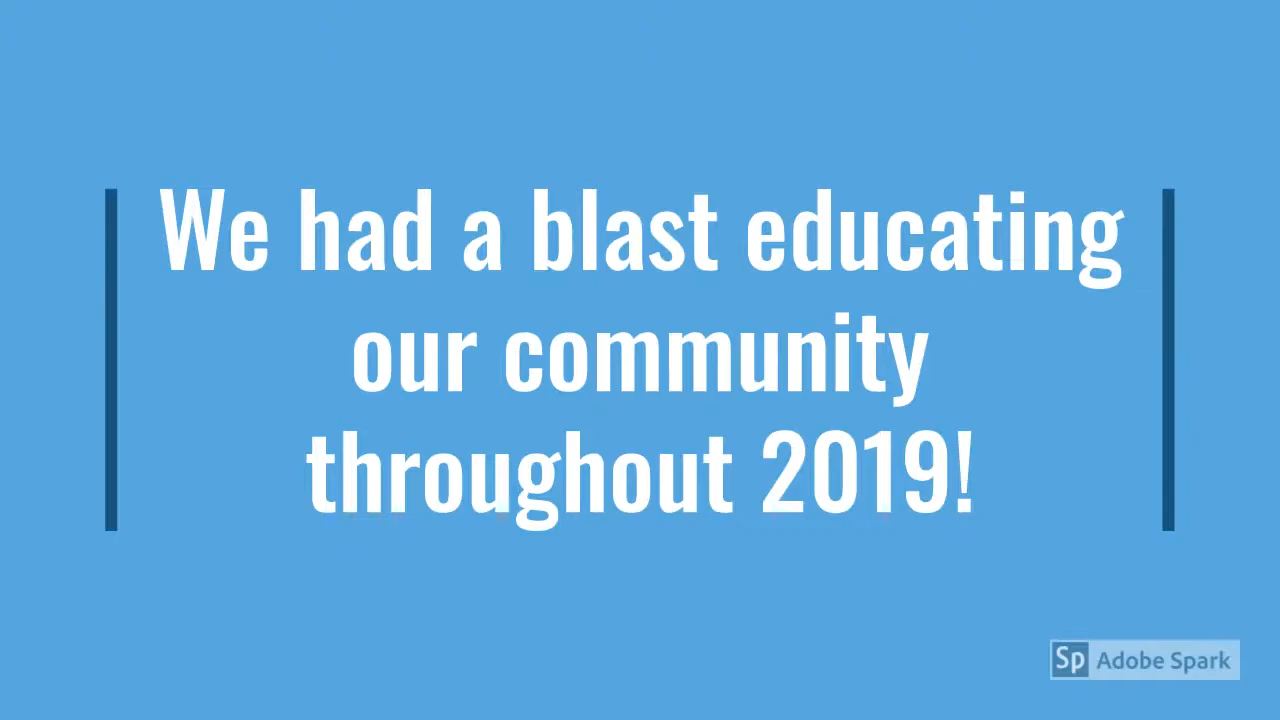 We had a blast educating
our community
throughout 2019!
Sp Adobe Spark